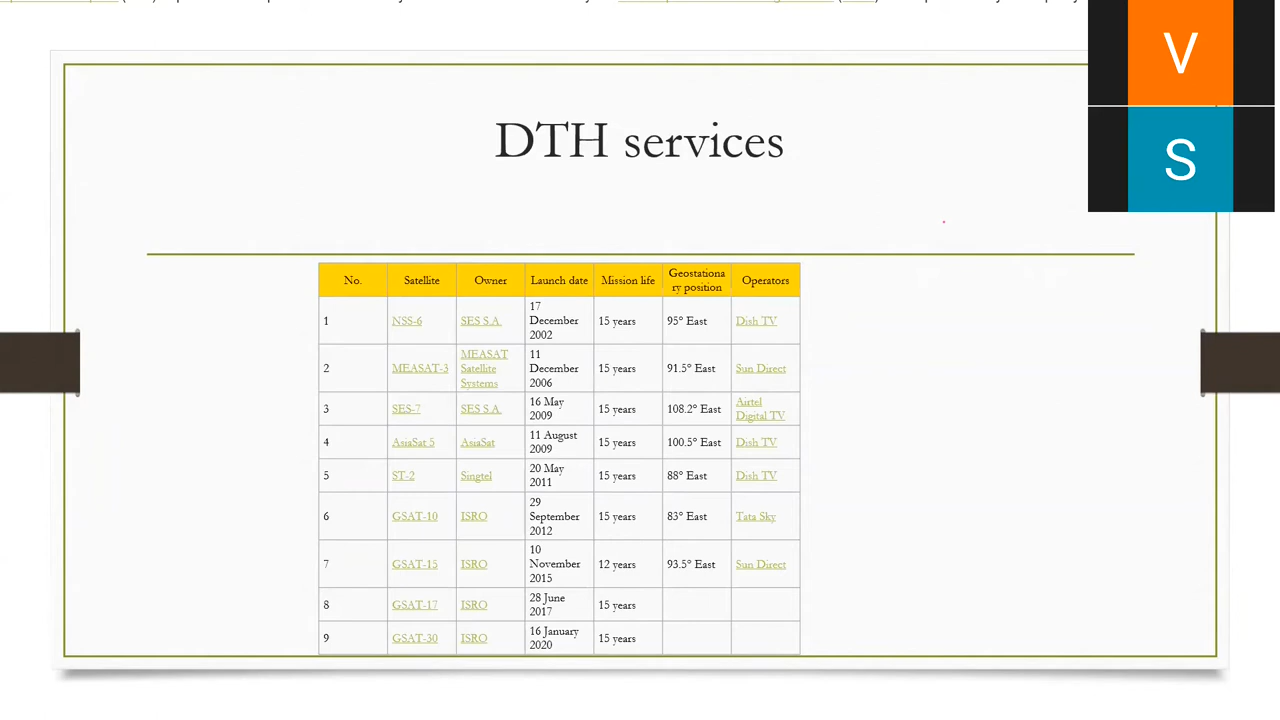 V
DTH services
S
No. Satellite Owner Launch date Mission life Geostationa
ry position Operators
1 NSS-6 SES S.A. 17
December
2002 15 years 95° East Dish TV
2 MEASAT-3 MEASAT
Satellite
Systems 11
December
2006 15 years 91.5° East Sun Direct
3 SES-7 SES S.A. 16 May
2009 15 years 108.2° East Airtel
Digital TV
4 AsiaSat 5 AsiaSat 11 August
2009 15 years 100.5° East Dish TV
5 ST-2 Singtel 20 May
2011 15 years 88° East Dish TV
6 GSAT-10 ISRO 29
September
2012 15 years 83° East Tata Sky
7 GSAT-15 ISRO 10
November
2015 12 years 93.5° East Sun Direct
8 GSAT-17 ISRO 28 June
2017 15 years
9 GSAT-30 ISRO 16 January
2020 15 years